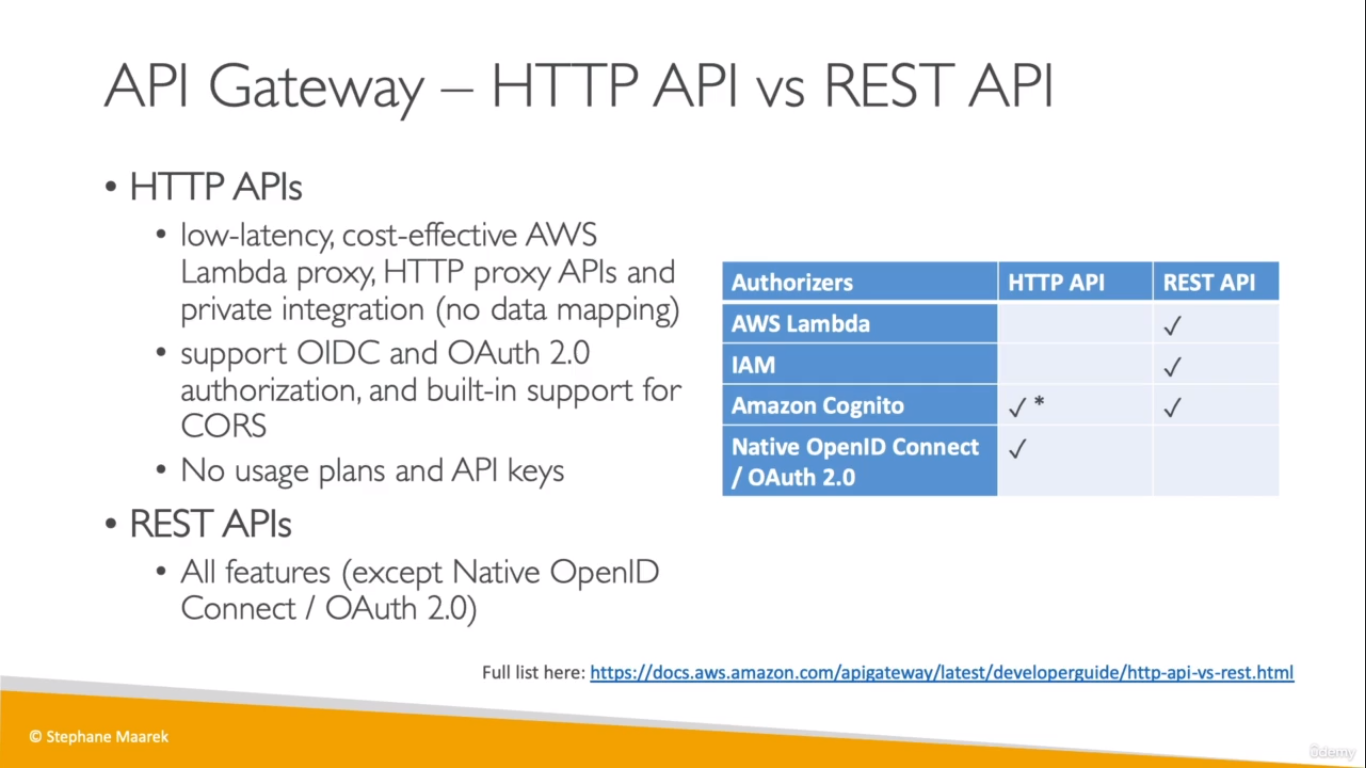 API Gateway – HTTP API vs REST API
• HTTP APIs
• low-latency, cost-effective AWS
Lambda proxy, HTTP proxy APIs and
private integration (no data mapping)
• support OIDC and OAuth 2.0
authorization, and built-in support for
CORS
• No usage plans and API keys
• REST APIs
• All features (except Native OpenID
Connect / OAuth 2.0)
Authorizers HTTP API REST API
AWS Lambda ✓
IAM ✓
Amazon Cognito ✓ * ✓
Native OpenID Connect ✓
/ OAuth 2.0
Full list here: https://docs.aws.amazon.com/apigateway/latest/developerguide/http-api-vs-rest.html
© Stephane Maarek
ûdemy